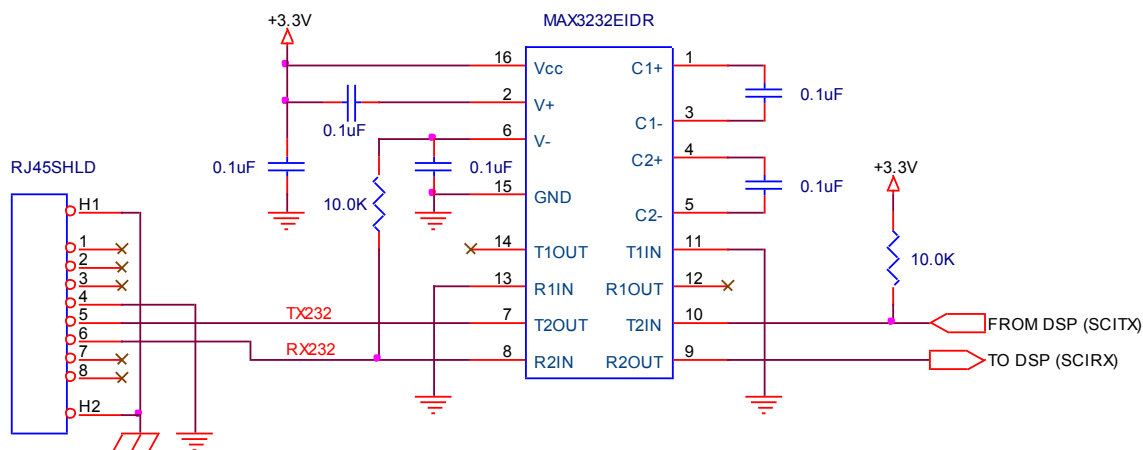 +3.3V
MAX3232EIDR
16 Vcc C1+ 1
0.1uF
2 V+
0.1uF
C1- 3
6 V-
C2+ 4
RJ45SHLD
0.1uF
0.1uF
+3.3V
0.1uF
15 GND
H1
10.0K
C2- 5
1
14 T1OUT T1IN 11
2
10.0K
3
13 R1IN R1OUT 12
4
5
TX232
7 T2OUT T2IN 10
FROM DSP (SCITX)
6
RX232
7
8 R2IN R2OUT 9
TO DSP (SCIRX)
8
H2